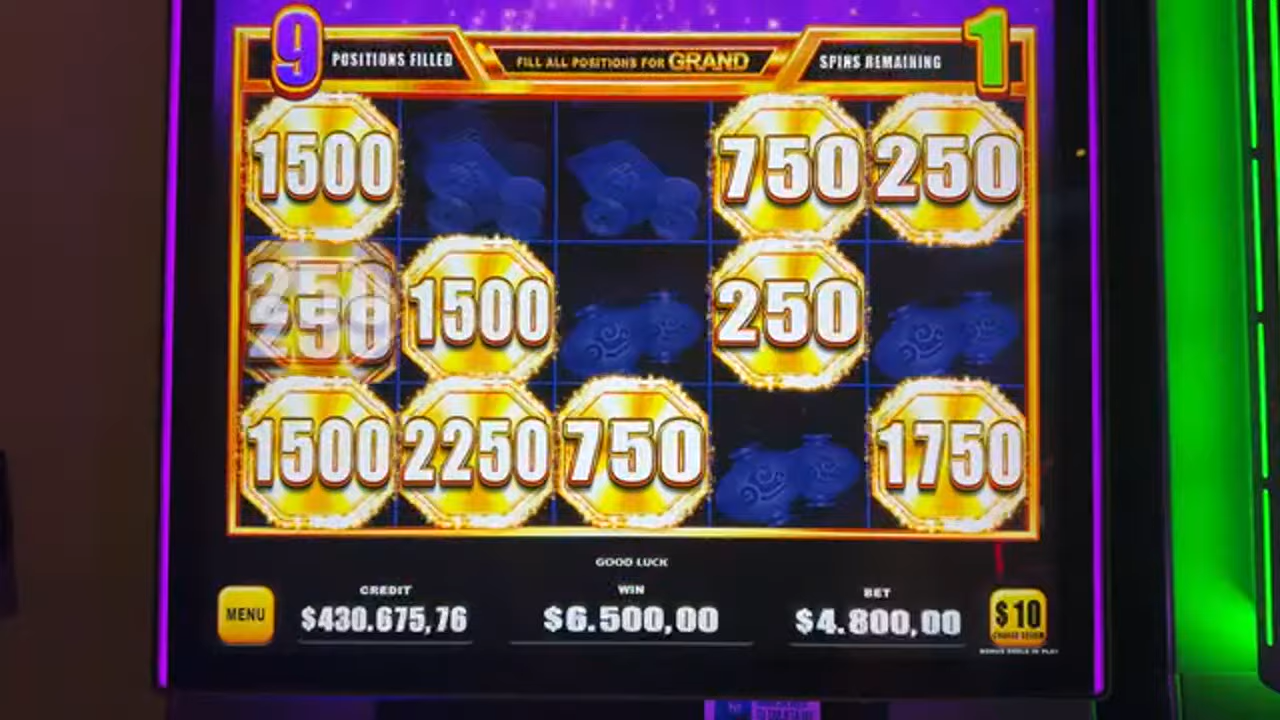 9 POSITIONS FILLED FILL ALL POSITIONS FOR GRAND SPINS REMAINING 1
1500 750 250
250 250 1500 250
1500 2250 750 1750
GOOD LUCK
CREDIT WIN BET
MENU $430.675,76 $6.500,00 $4.800,00 $10